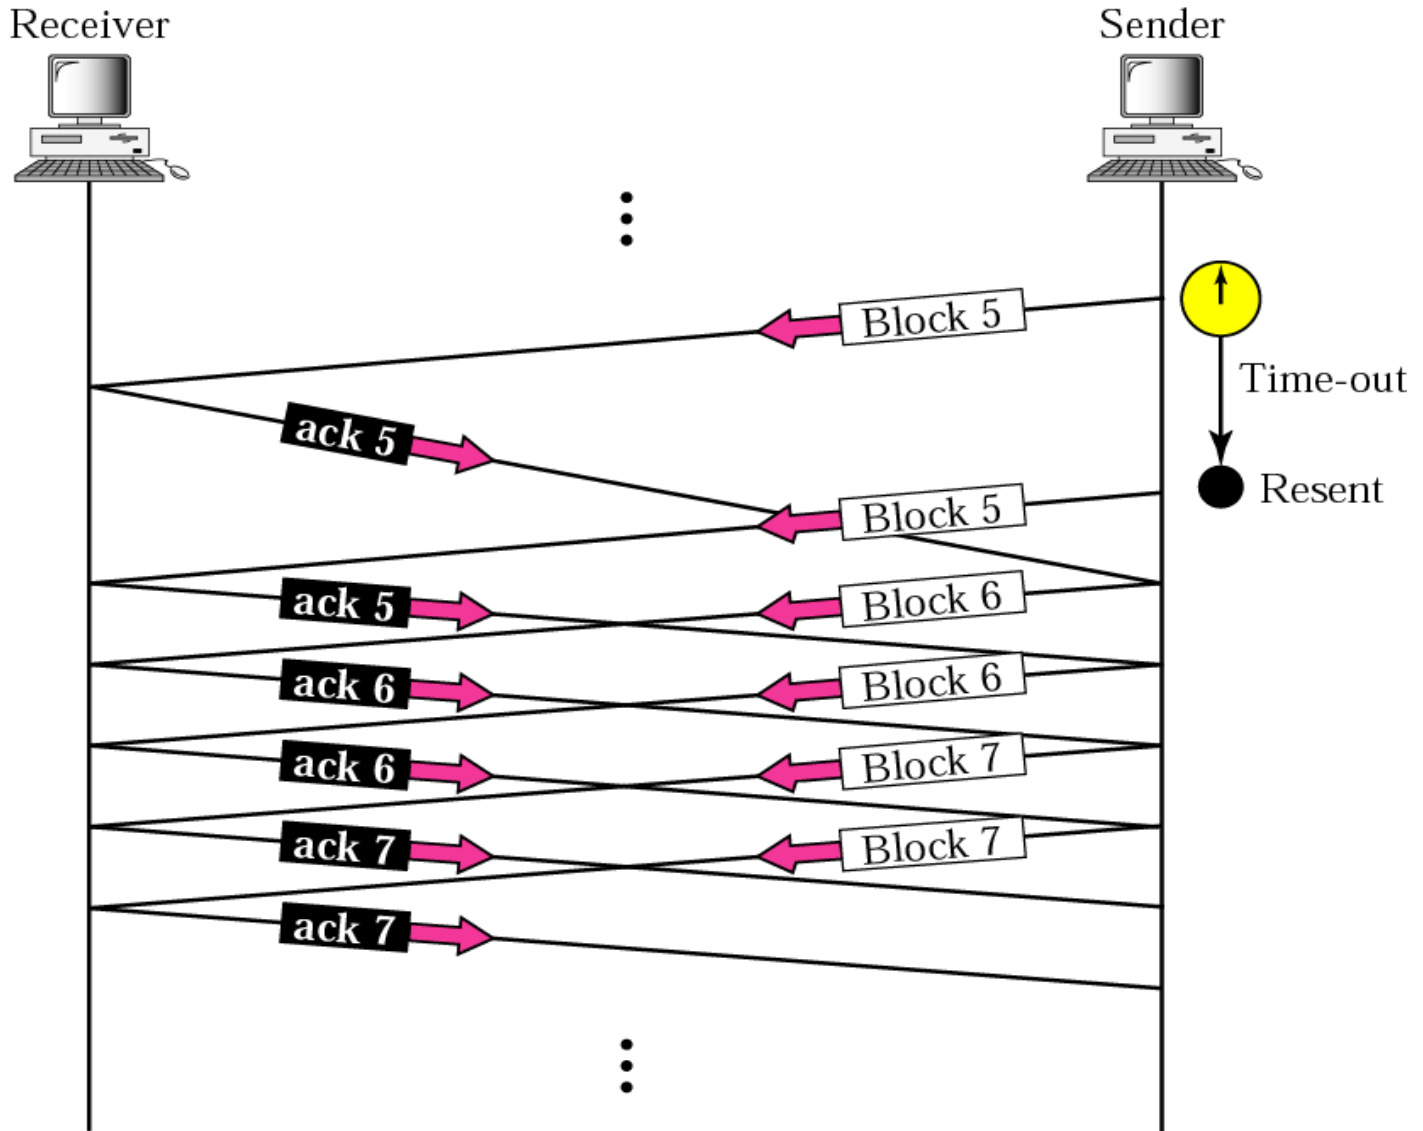 Receiver
Sender
Block 5
Time-out
ack 5
Resent
Block 5
ack 5
Block 6
ack 6
Block 6
ack 6
Block 7
ack 7
Block 7
ack 7